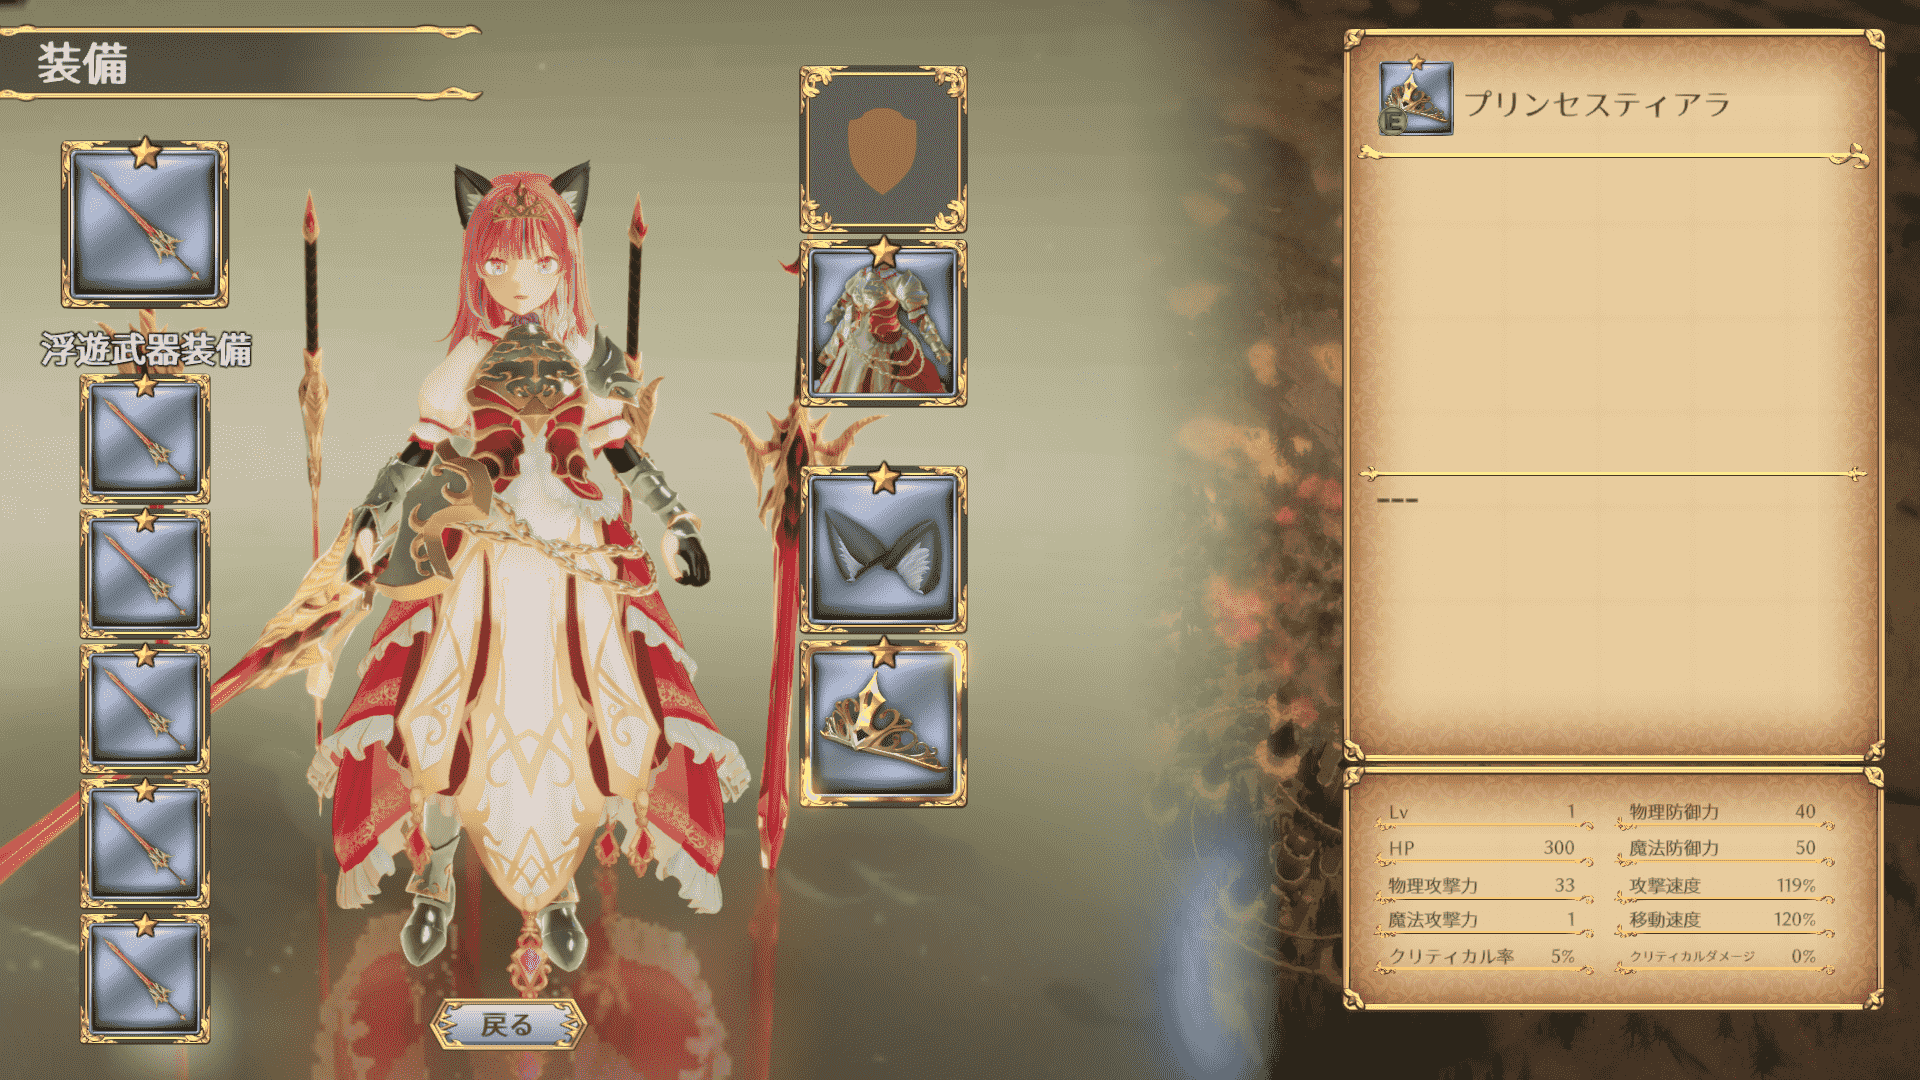 装備
浮遊武器装備
戻る
E
プリンセスティアラ
---
Lv 1
物理防御力 40
HP 300
魔法防御力 50
物理攻撃力 33
攻撃速度 119%
魔法攻撃力 1
移動速度 120%
クリティカル率 5%
クリティカルダメージ 0%